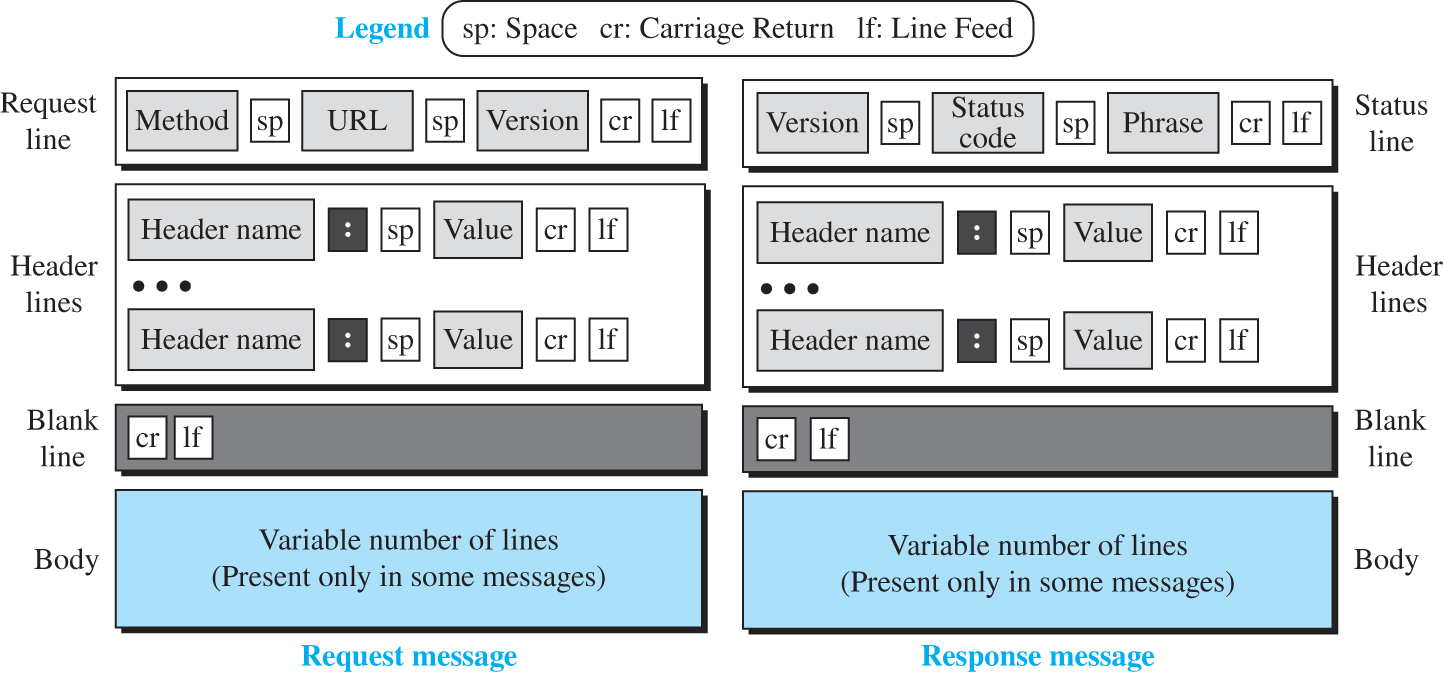 Legend sp: Space cr: Carriage Return lf: Line Feed
Request line
Method sp URL sp Version cr lf
Header lines
Header name : sp Value cr lf
•••
Header name : sp Value cr lf
Blank line
cr lf
Body
Variable number of lines
(Present only in some messages)
Request message
Version sp Status code sp Phrase cr lf
Status line
Header name : sp Value cr lf
•••
Header name : sp Value cr lf
Header lines
cr lf
Blank line
Variable number of lines
(Present only in some messages)
Body
Response message